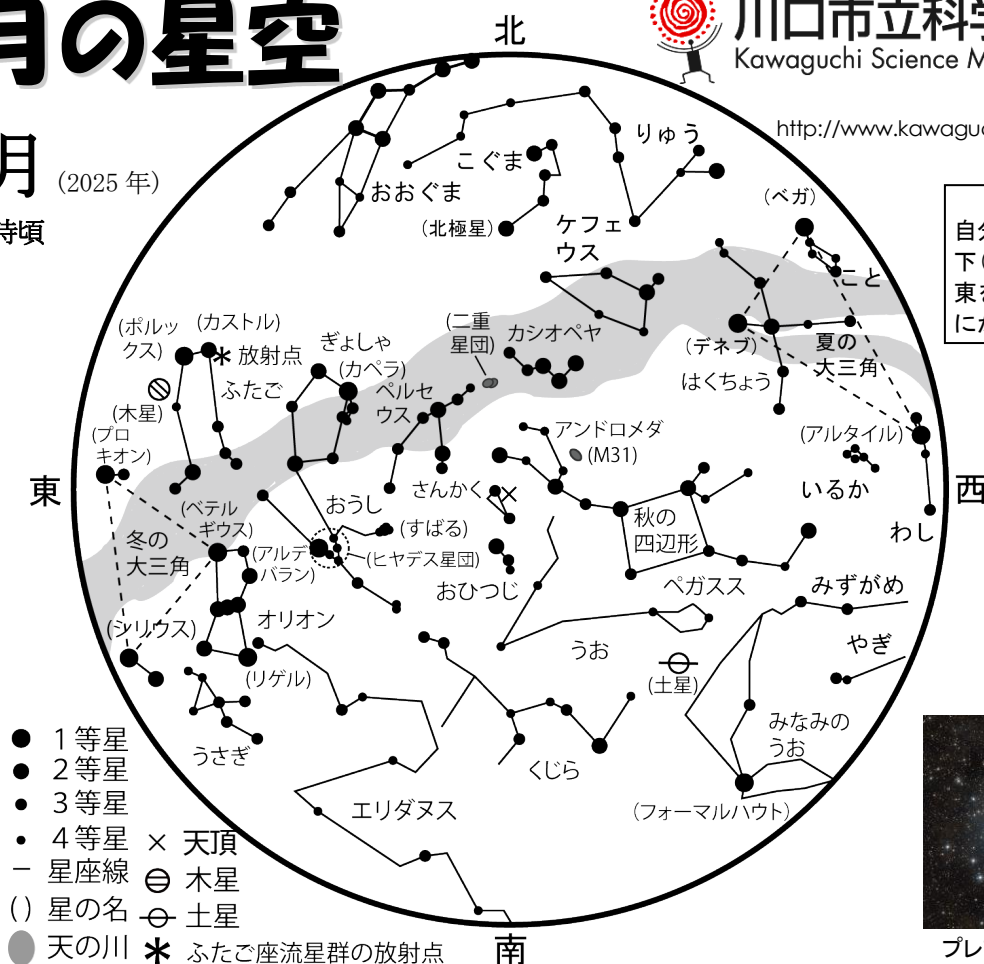 月の星空
川口市立科学
Kawaguchi Science M
月 (2025 年)
http://www.kawagu
時頃
自分
下(
東を
にか
北
東
西
南
りゅう
こぐま
おおぐま
(北極星)
ケフェ
ウス
(ベガ)
こと
(ポルッ
クス)
(カストル)
放射点
ふたご
(木星)
(プロ
キオン)
ぎょしゃ
(カペラ)
ペルセ
ウス
(二重
星団)
カシオペヤ
(デネブ)
はくちょう
夏の
大三角
アンドロメダ
(M31)
(アルタイル)
いるか
わし
さんかく
おうし
(すばる)
(ベテル
ギウス)
冬の
大三角
(アルデ
バラン)
(ヒヤデス星団)
おひつじ
秋の
四辺形
ペガスス
みずがめ
やぎ
(シリウス)
オリオン
(リゲル)
うお
(土星)
みなみの
うお
(フォーマルハウト)
うさぎ
くじら
エリダヌス
1等星
2等星
3等星
4等星
星座線
() 星の名
天の川
× 天頂
木星
土星
ふたご座流星群の放射点
プレ